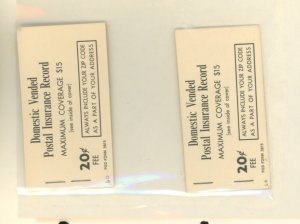 Domestic Vended
Postal Insurance Record
MAXIMUM COVERAGE $15
(see inside of cover)
20¢
FEE
ALWAYS INCLUDE YOUR ZIP CODE
AS A PART OF YOUR ADDRESS
Domestic Vended
Postal Insurance Record
MAXIMUM COVERAGE $15
(see inside of cover)
20¢
FEE
ALWAYS INCLUDE YOUR ZIP CODE
AS A PART OF YOUR ADDRESS